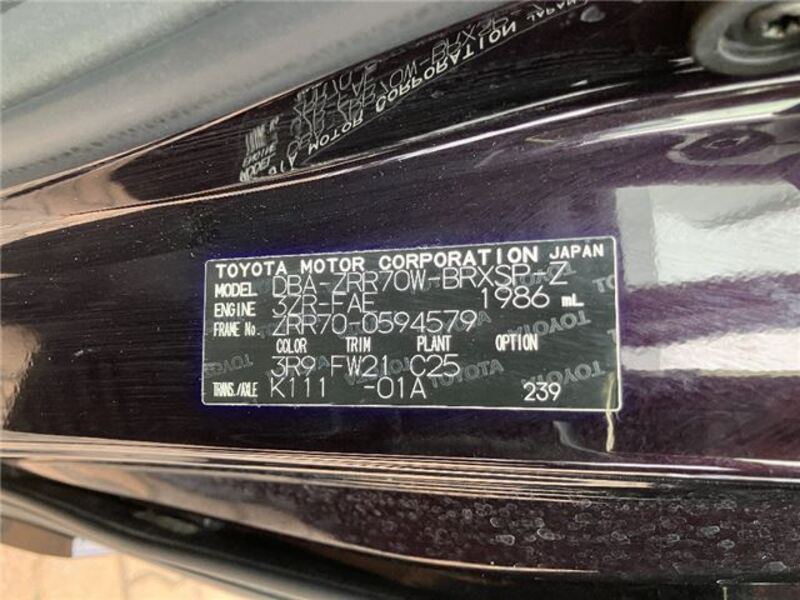 TOYOTA MOTOR CORPORATION JAPAN
MODEL DBA-ZRR70W-BRXSP-Z
ENGINE 3ZR-FAE 1986 mL
FRAME No. ZRR70-0594579
COLOR TRIM PLANT OPTION
3R9 FW21 C25
TRANS./AXLE K111 -01A 239